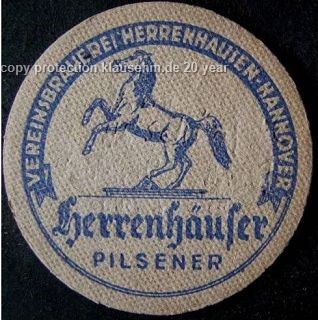 VEREINSBRAUEREI HERRENHAUSEN-HANNOVER
copy protection klausehm.de 20 year
Herrenhäuser
PILSENER